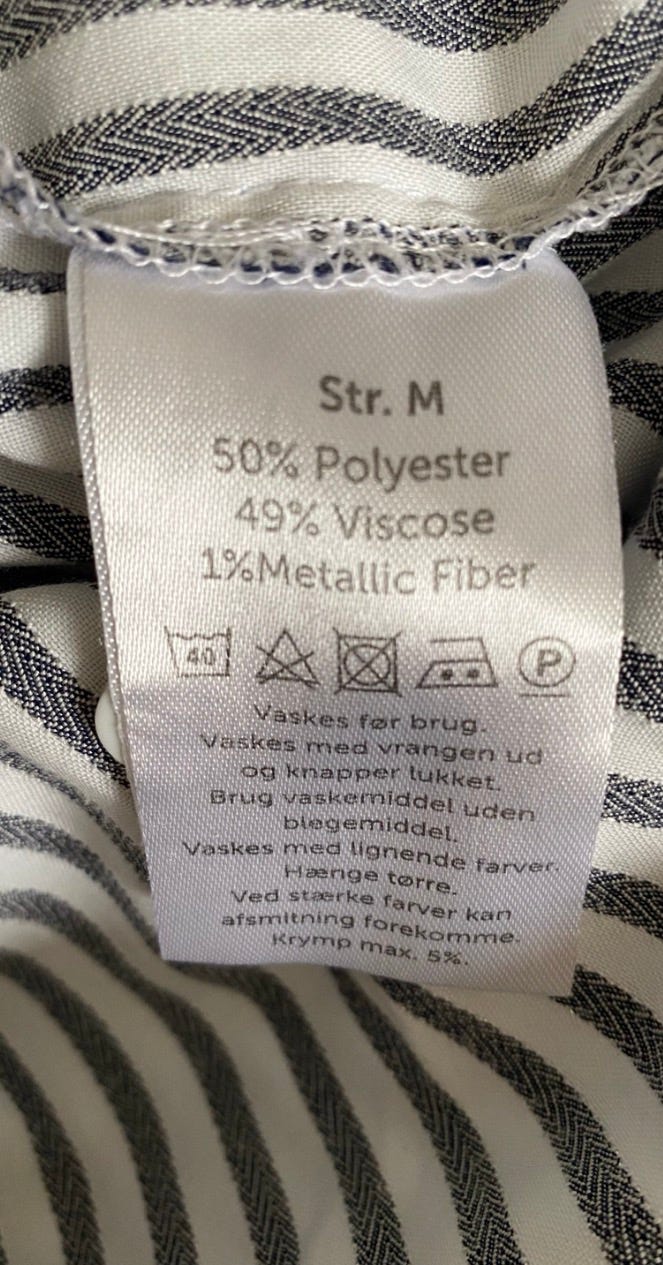 Str. M
50% Polyester
49% Viscose
1%Metallic Fiber
40 P
Vaskes før brug.
Vaskes med vrangen ud
og knapper lukket.
Brug vaskemiddel uden
blegemiddel.
Vaskes med lignende farver.
Hænge tørre.
Ved stærke farver kan
afsmitning forekomme.
Krymp max. 5%.